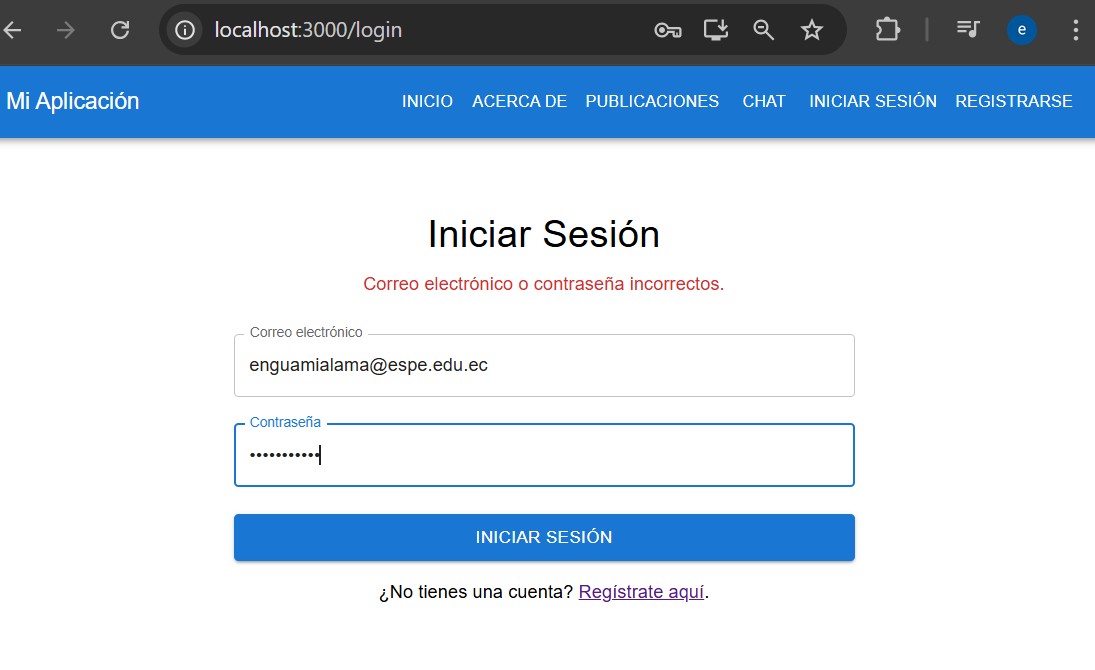 localhost:3000/login
e
Mi Aplicación
INICIO ACERCA DE PUBLICACIONES CHAT INICIAR SESIÓN REGISTRARSE
Iniciar Sesión
Correo electrónico o contraseña incorrectos.
Correo electrónico
enguamialama@espe.edu.ec
Contraseña
•••••••••••
INICIAR SESIÓN
¿No tienes una cuenta? Regístrate aquí.